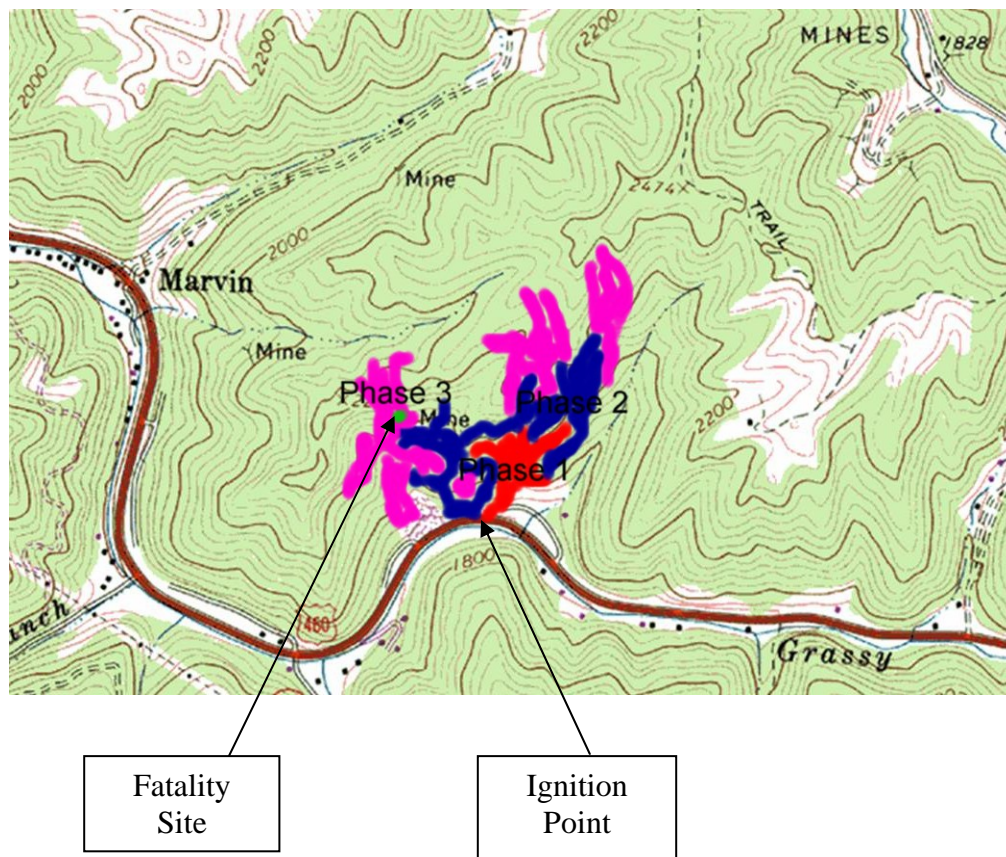 2000
2200
2200
MINES
1828
Mine
2474
TRAIL
2000
Marvin
Mine
Phase 3
Phase 2
Mine
2200
Phase 1
1800
anch
460
Grassy
Fatality
Site
Ignition
Point